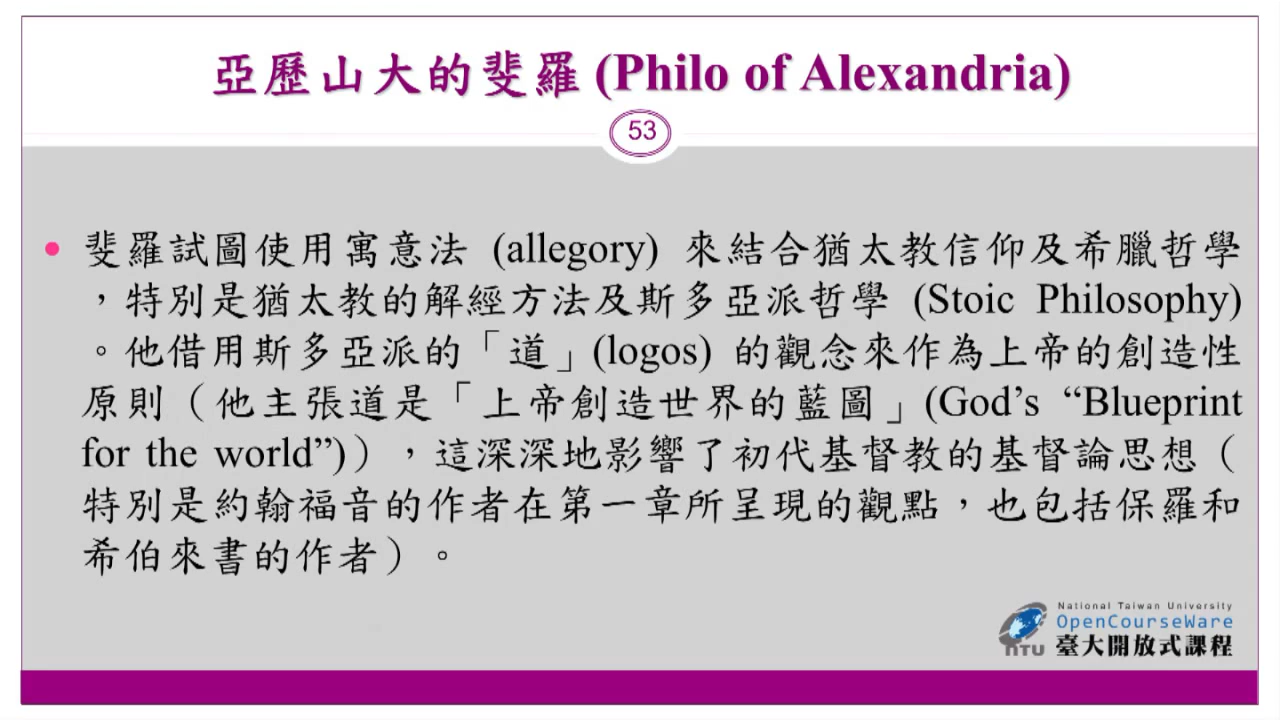 亞歷山大的斐羅 (Philo of Alexandria)
53
• 斐羅試圖使用寓意法 (allegory) 來結合猶太教信仰及希臘哲學
，特別是猶太教的解經方法及斯多亞派哲學 (Stoic Philosophy)
。他借用斯多亞派的「道」(logos) 的觀念來作為上帝的創造性
原則（他主張道是「上帝創造世界的藍圖」(God’s “Blueprint
for the world”)），這深深地影響了初代基督教的基督論思想（
特別是約翰福音的作者在第一章所呈現的觀點，也包括保羅和
希伯來書的作者）。
National Taiwan University
OpenCourseWare
NTU 臺大開放式課程